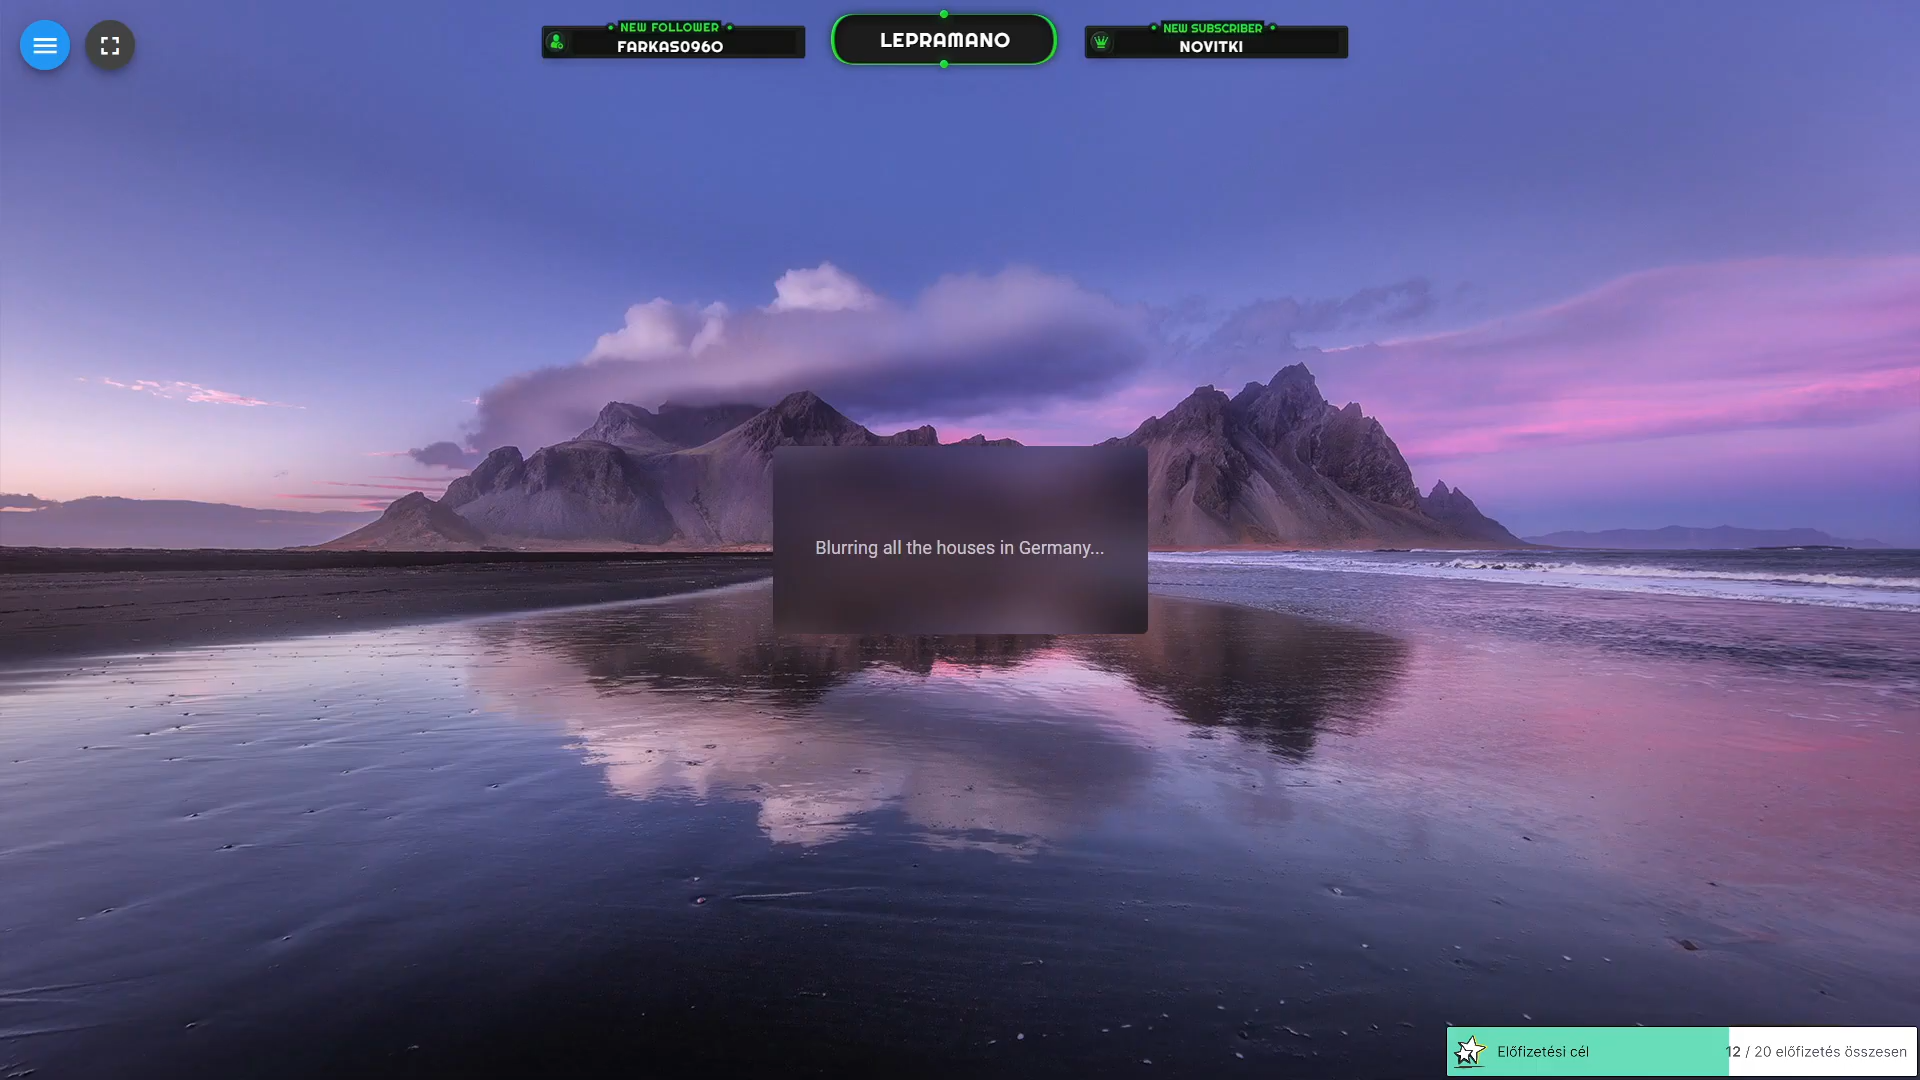 NEW FOLLOWER
FARKAS0960
LEPRAMANO
NEW SUBSCRIBER
NOVITKI
Blurring all the houses in Germany...
Előfizetési cél
12 / 20 előfizetés összesen